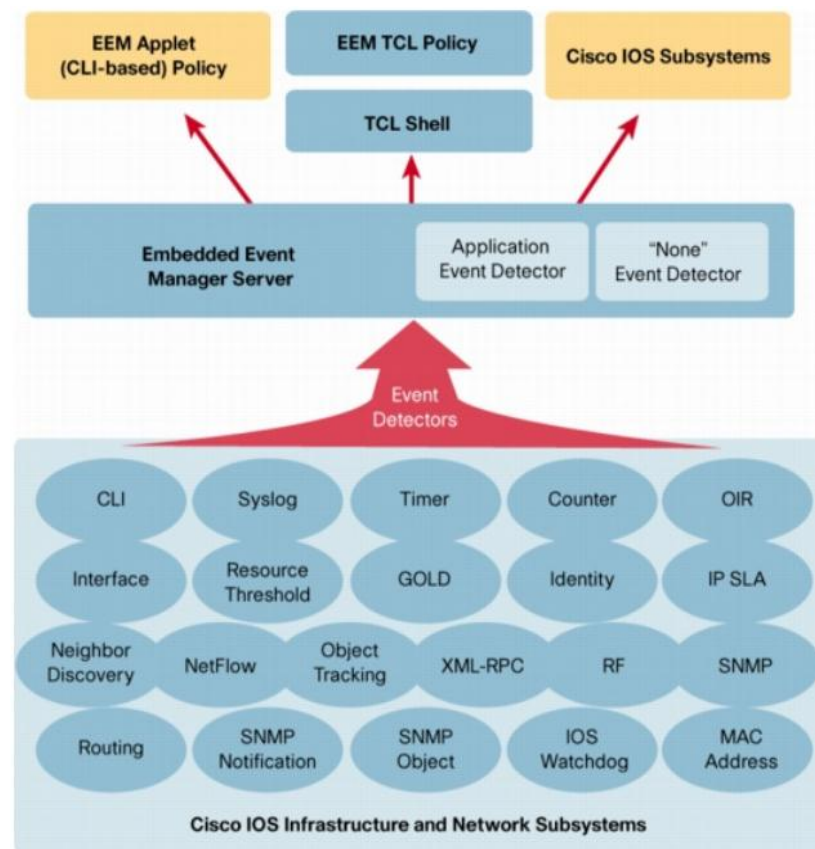 EEM Applet
(CLI-based) Policy
EEM TCL Policy
Cisco IOS Subsystems
TCL Shell
Embedded Event
Manager Server
Application
Event Detector
“None”
Event Detector
Event
Detectors
CLI
Syslog
Timer
Counter
OIR
Interface
Resource
Threshold
GOLD
Identity
IP SLA
Neighbor
Discovery
NetFlow
Object
Tracking
XML-RPC
RF
SNMP
Routing
SNMP
Notification
SNMP
Object
IOS
Watchdog
MAC
Address
Cisco IOS Infrastructure and Network Subsystems